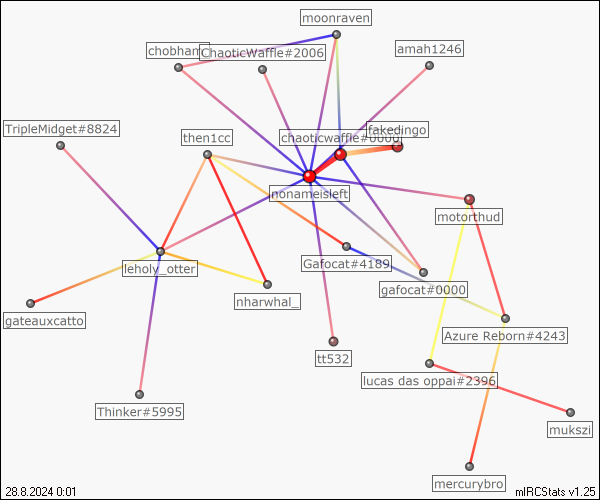 moonraven
chobham
ChaoticWaffle#2006
amah1246
TripleMidget#8824
then1cc
chaoticwaffle#0000
fakedingo
nonameisleft
motorthud
leholy_otter
Gafocat#4189
gafocat#0000
nharwhal_
gateauxcatto
Azure Reborn#4243
tt532
lucas das oppai#2396
Thinker#5995
mukszi
mercurybro
28.8.2024 0:01
mIRCStats v1.25